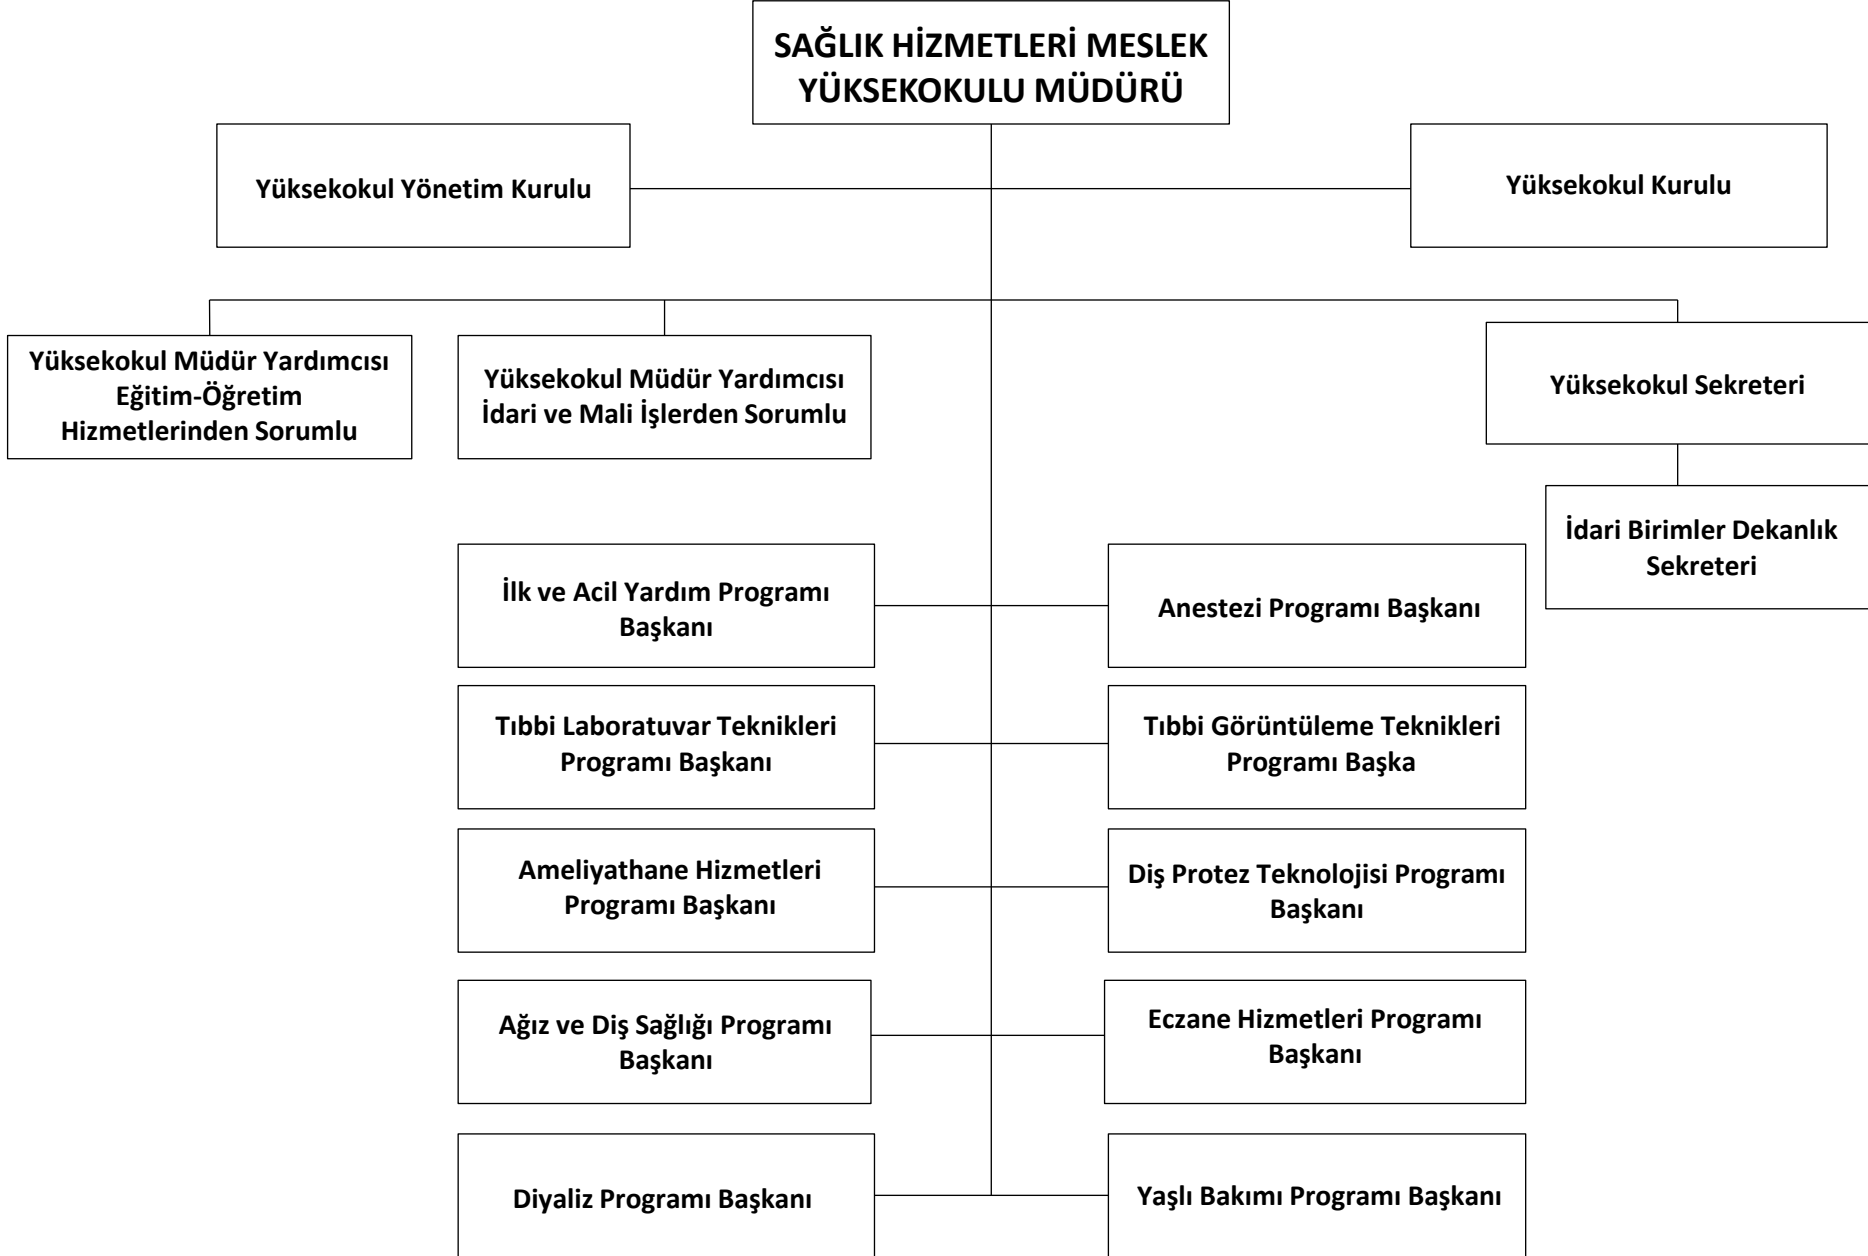 SAĞLIK HİZMETLERİ MESLEK
YÜKSEKOKULU MÜDÜRÜ
Yüksekokul Yönetim Kurulu
Yüksekokul Kurulu
Yüksekokul Müdür Yardımcısı
Eğitim-Öğretim
Hizmetlerinden Sorumlu
Yüksekokul Müdür Yardımcısı
İdari ve Mali İşlerden Sorumlu
Yüksekokul Sekreteri
İdari Birimler Dekanlık
Sekreteri
İlk ve Acil Yardım Programı
Başkanı
Anestezi Programı Başkanı
Tıbbi Laboratuvar Teknikleri
Programı Başkanı
Tıbbi Görüntüleme Teknikleri
Programı Başka
Ameliyathane Hizmetleri
Programı Başkanı
Diş Protez Teknolojisi Programı
Başkanı
Ağız ve Diş Sağlığı Programı
Başkanı
Eczane Hizmetleri Programı
Başkanı
Diyaliz Programı Başkanı
Yaşlı Bakımı Programı Başkanı